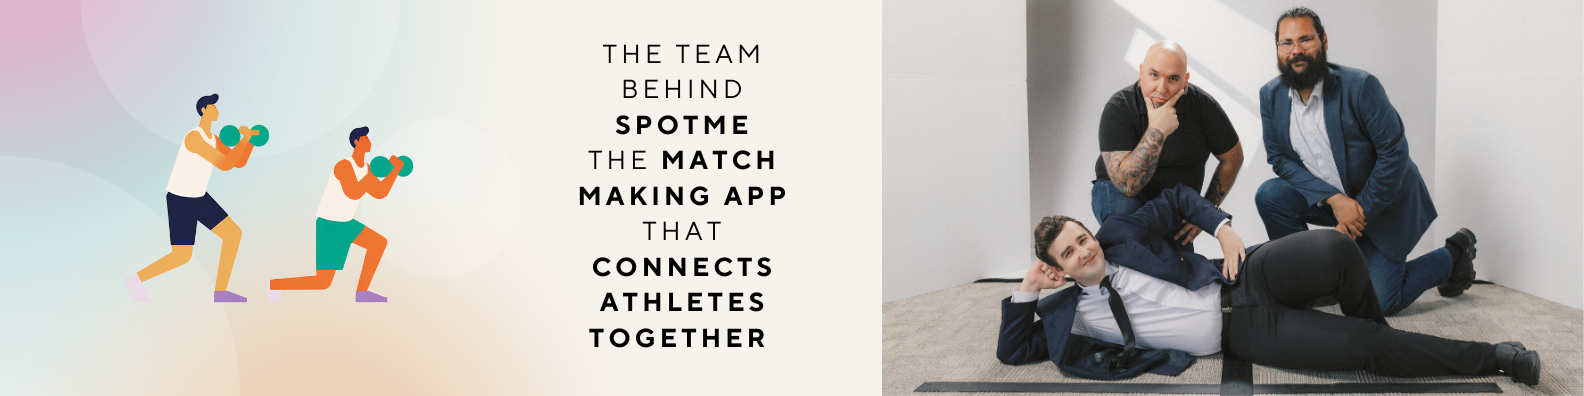 THE TEAM
BEHIND
SPOTME
THE MATCH
MAKING APP
THAT
CONNECTS
ATHLETES
TOGETHER